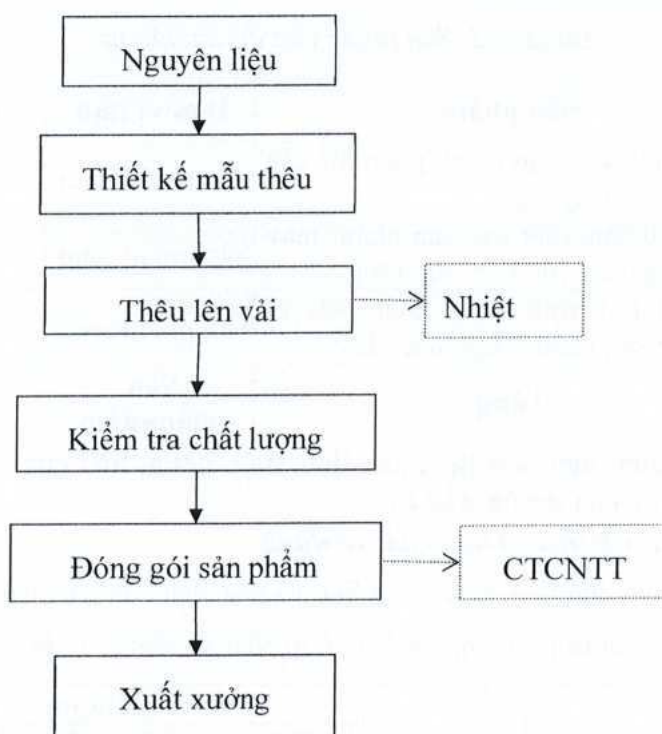 Nguyên liệu
Thiết kế mẫu thêu
Thêu lên vải
Nhiệt
Kiểm tra chất lượng
Đóng gói sản phẩm
CTCNTT
Xuất xưởng